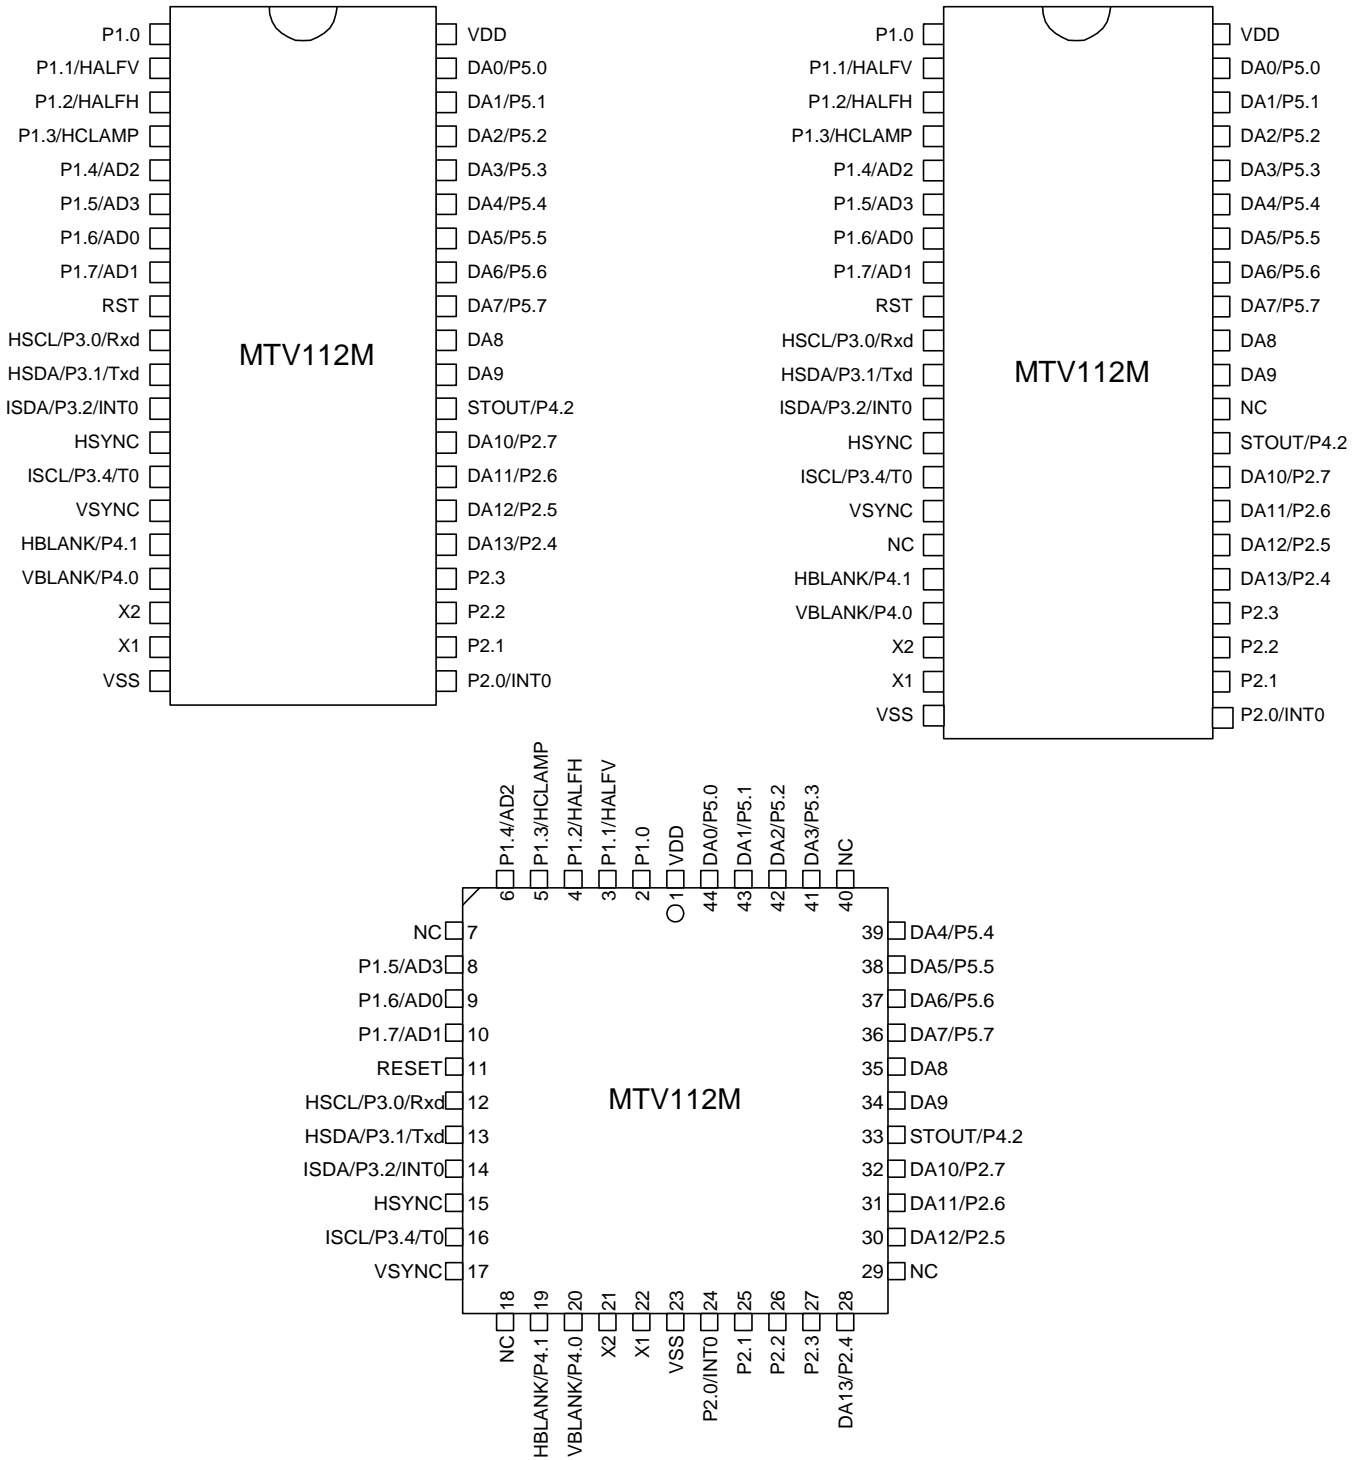 P1.0
P1.1/HALFV
P1.2/HALFH
P1.3/HCLAMP
P1.4/AD2
P1.5/AD3
P1.6/AD0
P1.7/AD1
RST
HSCL/P3.0/Rxd
HSDA/P3.1/Txd
ISDA/P3.2/INT0
HSYNC
ISCL/P3.4/T0
VSYNC
HBLANK/P4.1
VBLANK/P4.0
X2
X1
VSS
MTV112M
VDD
DA0/P5.0
DA1/P5.1
DA2/P5.2
DA3/P5.3
DA4/P5.4
DA5/P5.5
DA6/P5.6
DA7/P5.7
DA8
DA9
STOUT/P4.2
DA10/P2.7
DA11/P2.6
DA12/P2.5
DA13/P2.4
P2.3
P2.2
P2.1
P2.0/INT0
P1.0
P1.1/HALFV
P1.2/HALFH
P1.3/HCLAMP
P1.4/AD2
P1.5/AD3
P1.6/AD0
P1.7/AD1
RST
HSCL/P3.0/Rxd
HSDA/P3.1/Txd
ISDA/P3.2/INT0
HSYNC
ISCL/P3.4/T0
VSYNC
NC
HBLANK/P4.1
VBLANK/P4.0
X2
X1
VSS
MTV112M
VDD
DA0/P5.0
DA1/P5.1
DA2/P5.2
DA3/P5.3
DA4/P5.4
DA5/P5.5
DA6/P5.6
DA7/P5.7
DA8
DA9
NC
STOUT/P4.2
DA10/P2.7
DA11/P2.6
DA12/P2.5
DA13/P2.4
P2.3
P2.2
P2.1
P2.0/INT0
6 P1.4/AD2
5 P1.3/HCLAMP
4 P1.2/HALFH
3 P1.1/HALFV
2 P1.0
1 VDD
44 DA0/P5.0
43 DA1/P5.1
42 DA2/P5.2
41 DA3/P5.3
40 NC
NC 7
P1.5/AD3 8
P1.6/AD0 9
P1.7/AD1 10
RESET 11
HSCL/P3.0/Rxd 12
HSDA/P3.1/Txd 13
ISDA/P3.2/INT0 14
HSYNC 15
ISCL/P3.4/T0 16
VSYNC 17
MTV112M
39 DA4/P5.4
38 DA5/P5.5
37 DA6/P5.6
36 DA7/P5.7
35 DA8
34 DA9
33 STOUT/P4.2
32 DA10/P2.7
31 DA11/P2.6
30 DA12/P2.5
29 NC
NC 18
HBLANK/P4.1 19
VBLANK/P4.0 20
X2 21
X1 22
VSS 23
P2.0/INT0 24
P2.1 25
P2.2 26
P2.3 27
DA13/P2.4 28